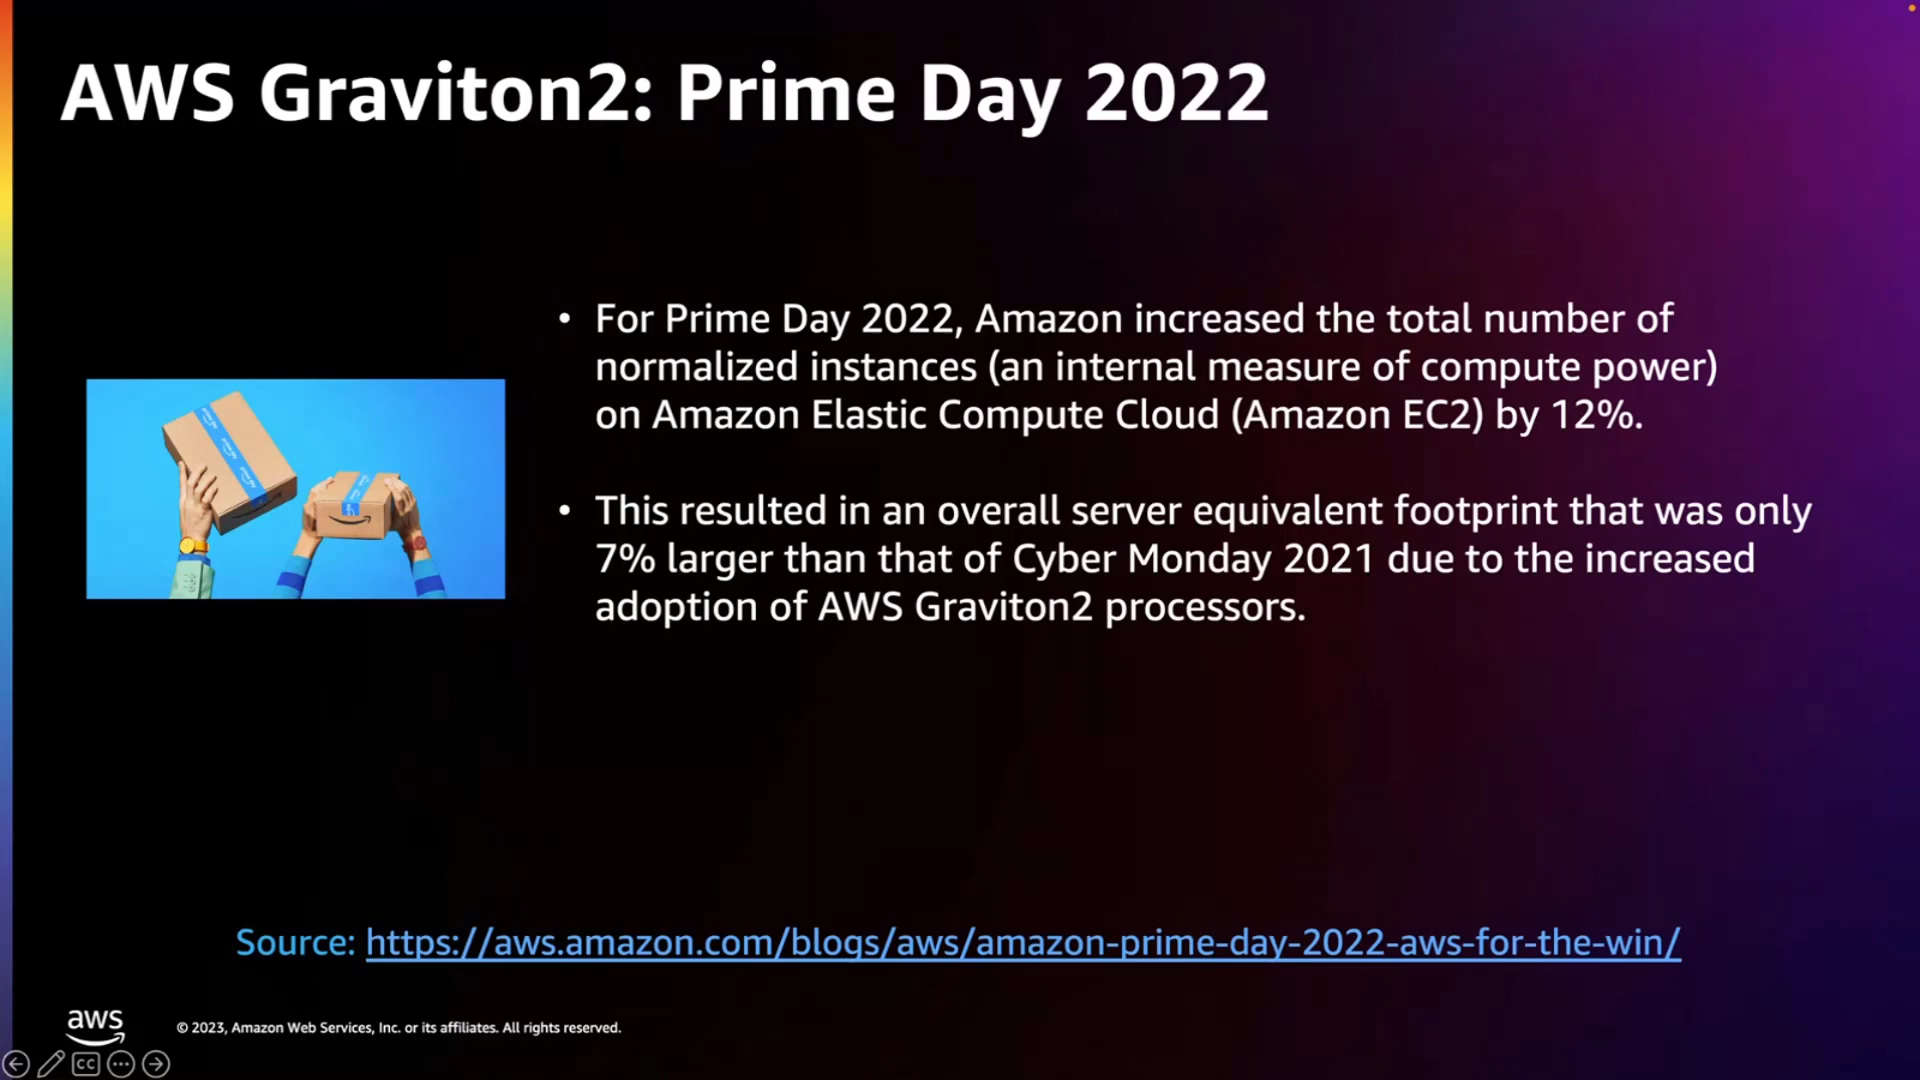 AWS Graviton2: Prime Day 2022
• For Prime Day 2022, Amazon increased the total number of
normalized instances (an internal measure of compute power)
on Amazon Elastic Compute Cloud (Amazon EC2) by 12%.
• This resulted in an overall server equivalent footprint that was only
7% larger than that of Cyber Monday 2021 due to the increased
adoption of AWS Graviton2 processors.
Source: https://aws.amazon.com/blogs/aws/amazon-prime-day-2022-aws-for-the-win/
aws
© 2023, Amazon Web Services, Inc. or its affiliates. All rights reserved.
CC